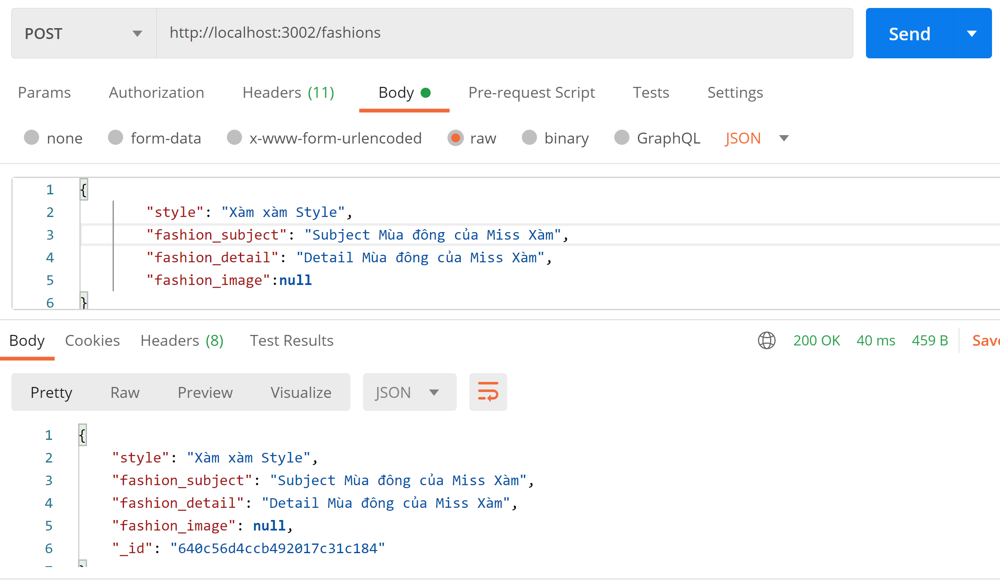 POST http://localhost:3002/fashions Send
Params Authorization Headers (11) Body Pre-request Script Tests Settings
none form-data x-www-form-urlencoded raw binary GraphQL JSON
1 {
2 "style": "Xàm xàm Style",
3 "fashion_subject": "Subject Mùa đông của Miss Xàm",
4 "fashion_detail": "Detail Mùa đông của Miss Xàm",
5 "fashion_image":null
6 }
Body Cookies Headers (8) Test Results 200 OK 40 ms 459 B Save
Pretty Raw Preview Visualize JSON
1 {
2 "style": "Xàm xàm Style",
3 "fashion_subject": "Subject Mùa đông của Miss Xàm",
4 "fashion_detail": "Detail Mùa đông của Miss Xàm",
5 "fashion_image": null,
6 "_id": "640c56d4ccb492017c31c184"